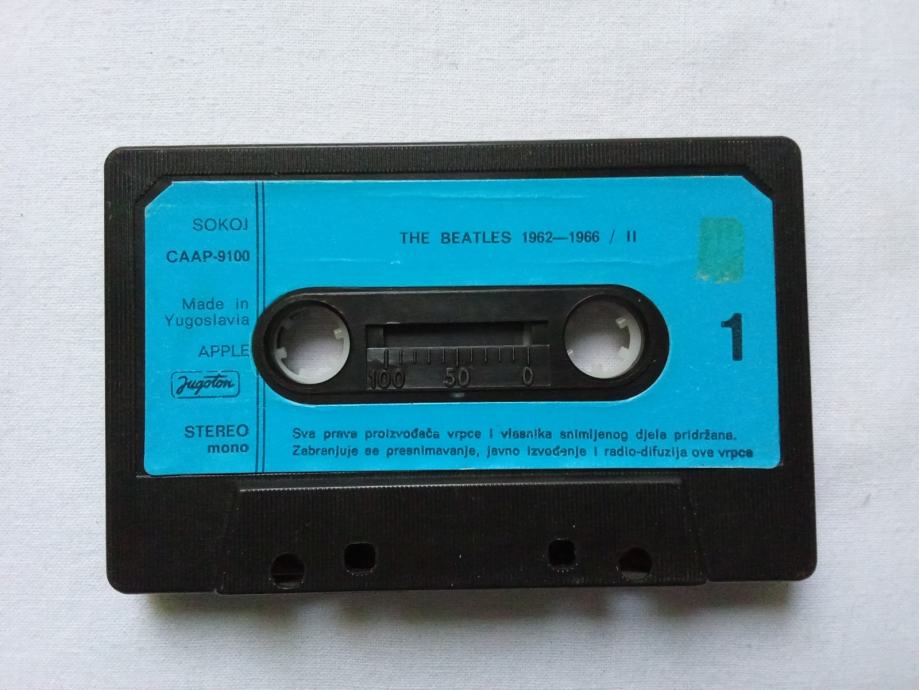 SOKOJ
CAAP-9100
Made in
Yugoslavia
APPLE
Jugoton
STEREO
mono
THE BEATLES 1962—1966 / II
1
100 50 0
Sva prava proizvođača vrpce i vlasnika snimljenog djela pridržana.
Zabranjuje se presnimavanje, javno izvođenje i radio-difuzija ove vrpce